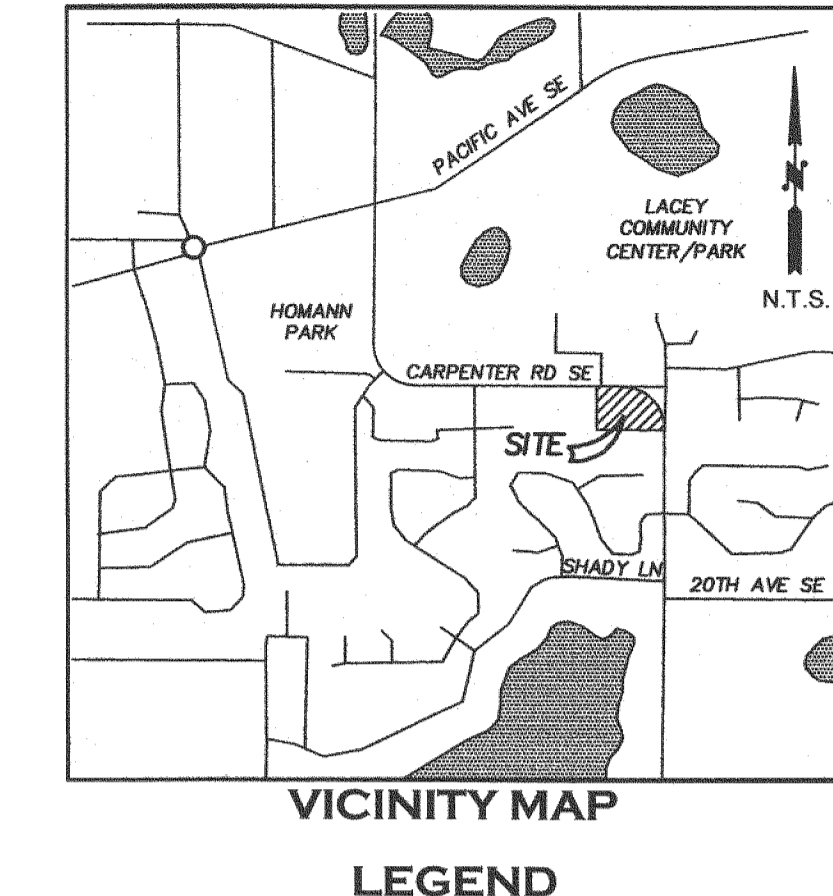 PACIFIC AVE SE
LACEY
COMMUNITY
CENTER/PARK
N
N.T.S.
HOMANN
PARK
CARPENTER RD SE
SITE
SHADY LN
20TH AVE SE
VICINITY MAP
LEGEND